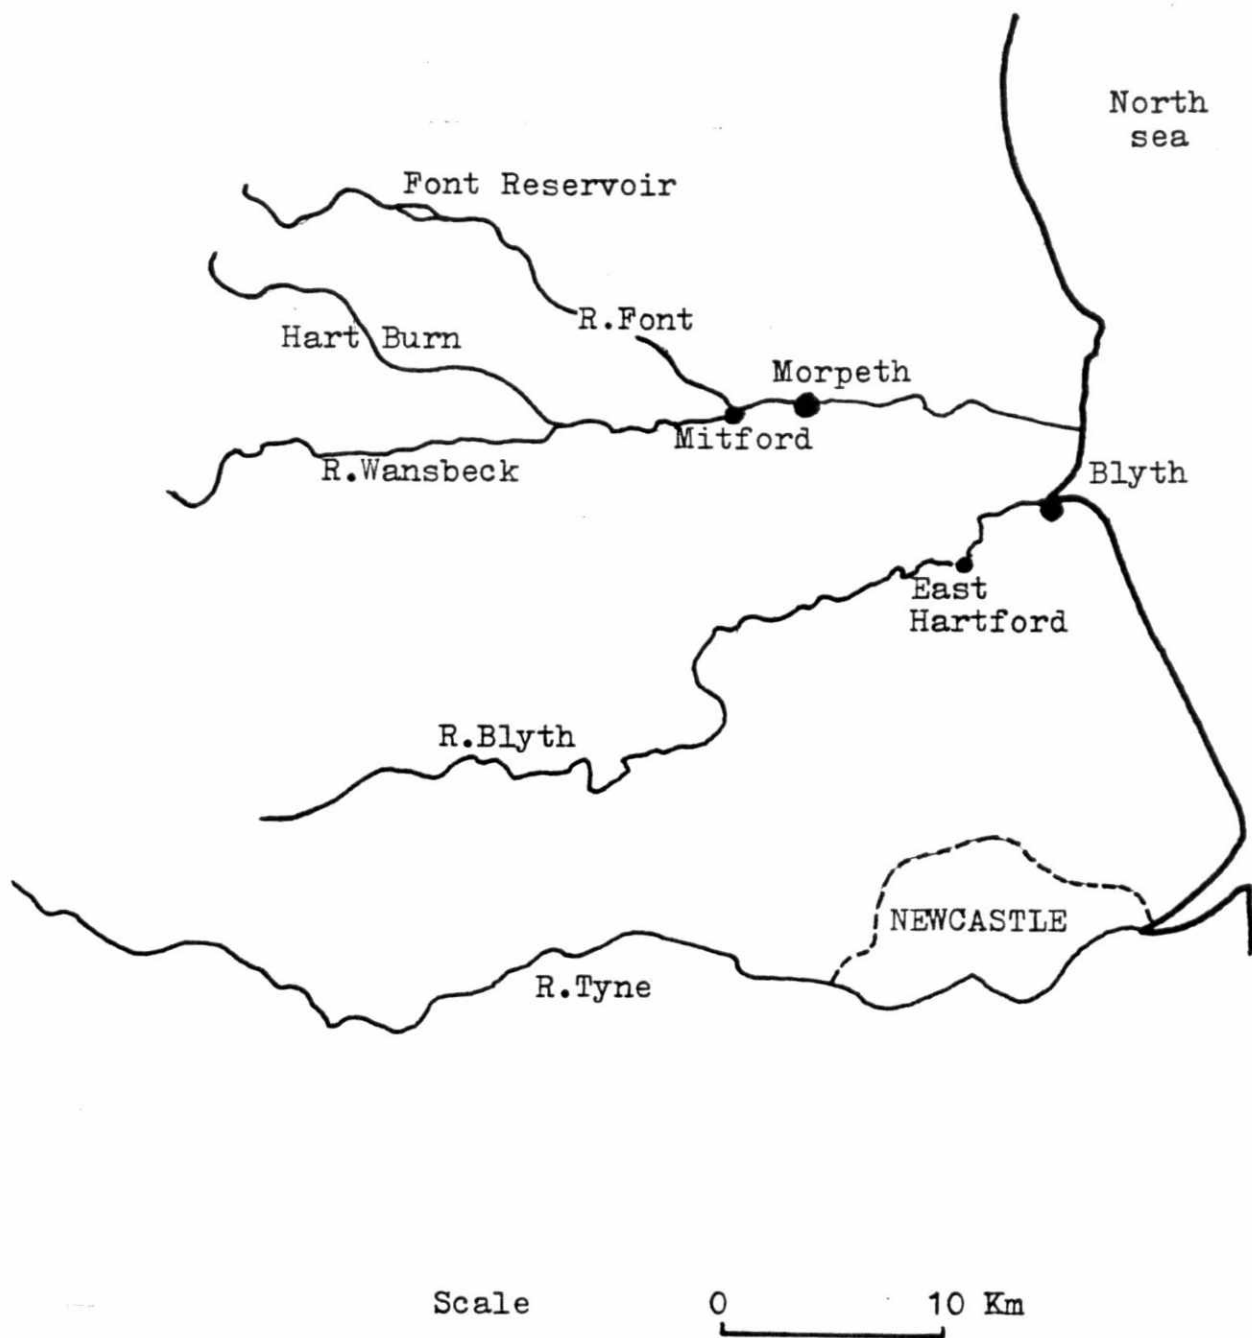 North
sea
Font Reservoir
R.Font
Hart Burn
Morpeth
Mitford
R.Wansbeck
Blyth
East
Hartford
R.Blyth
NEWCASTLE
R.Tyne
Scale 0 10 Km